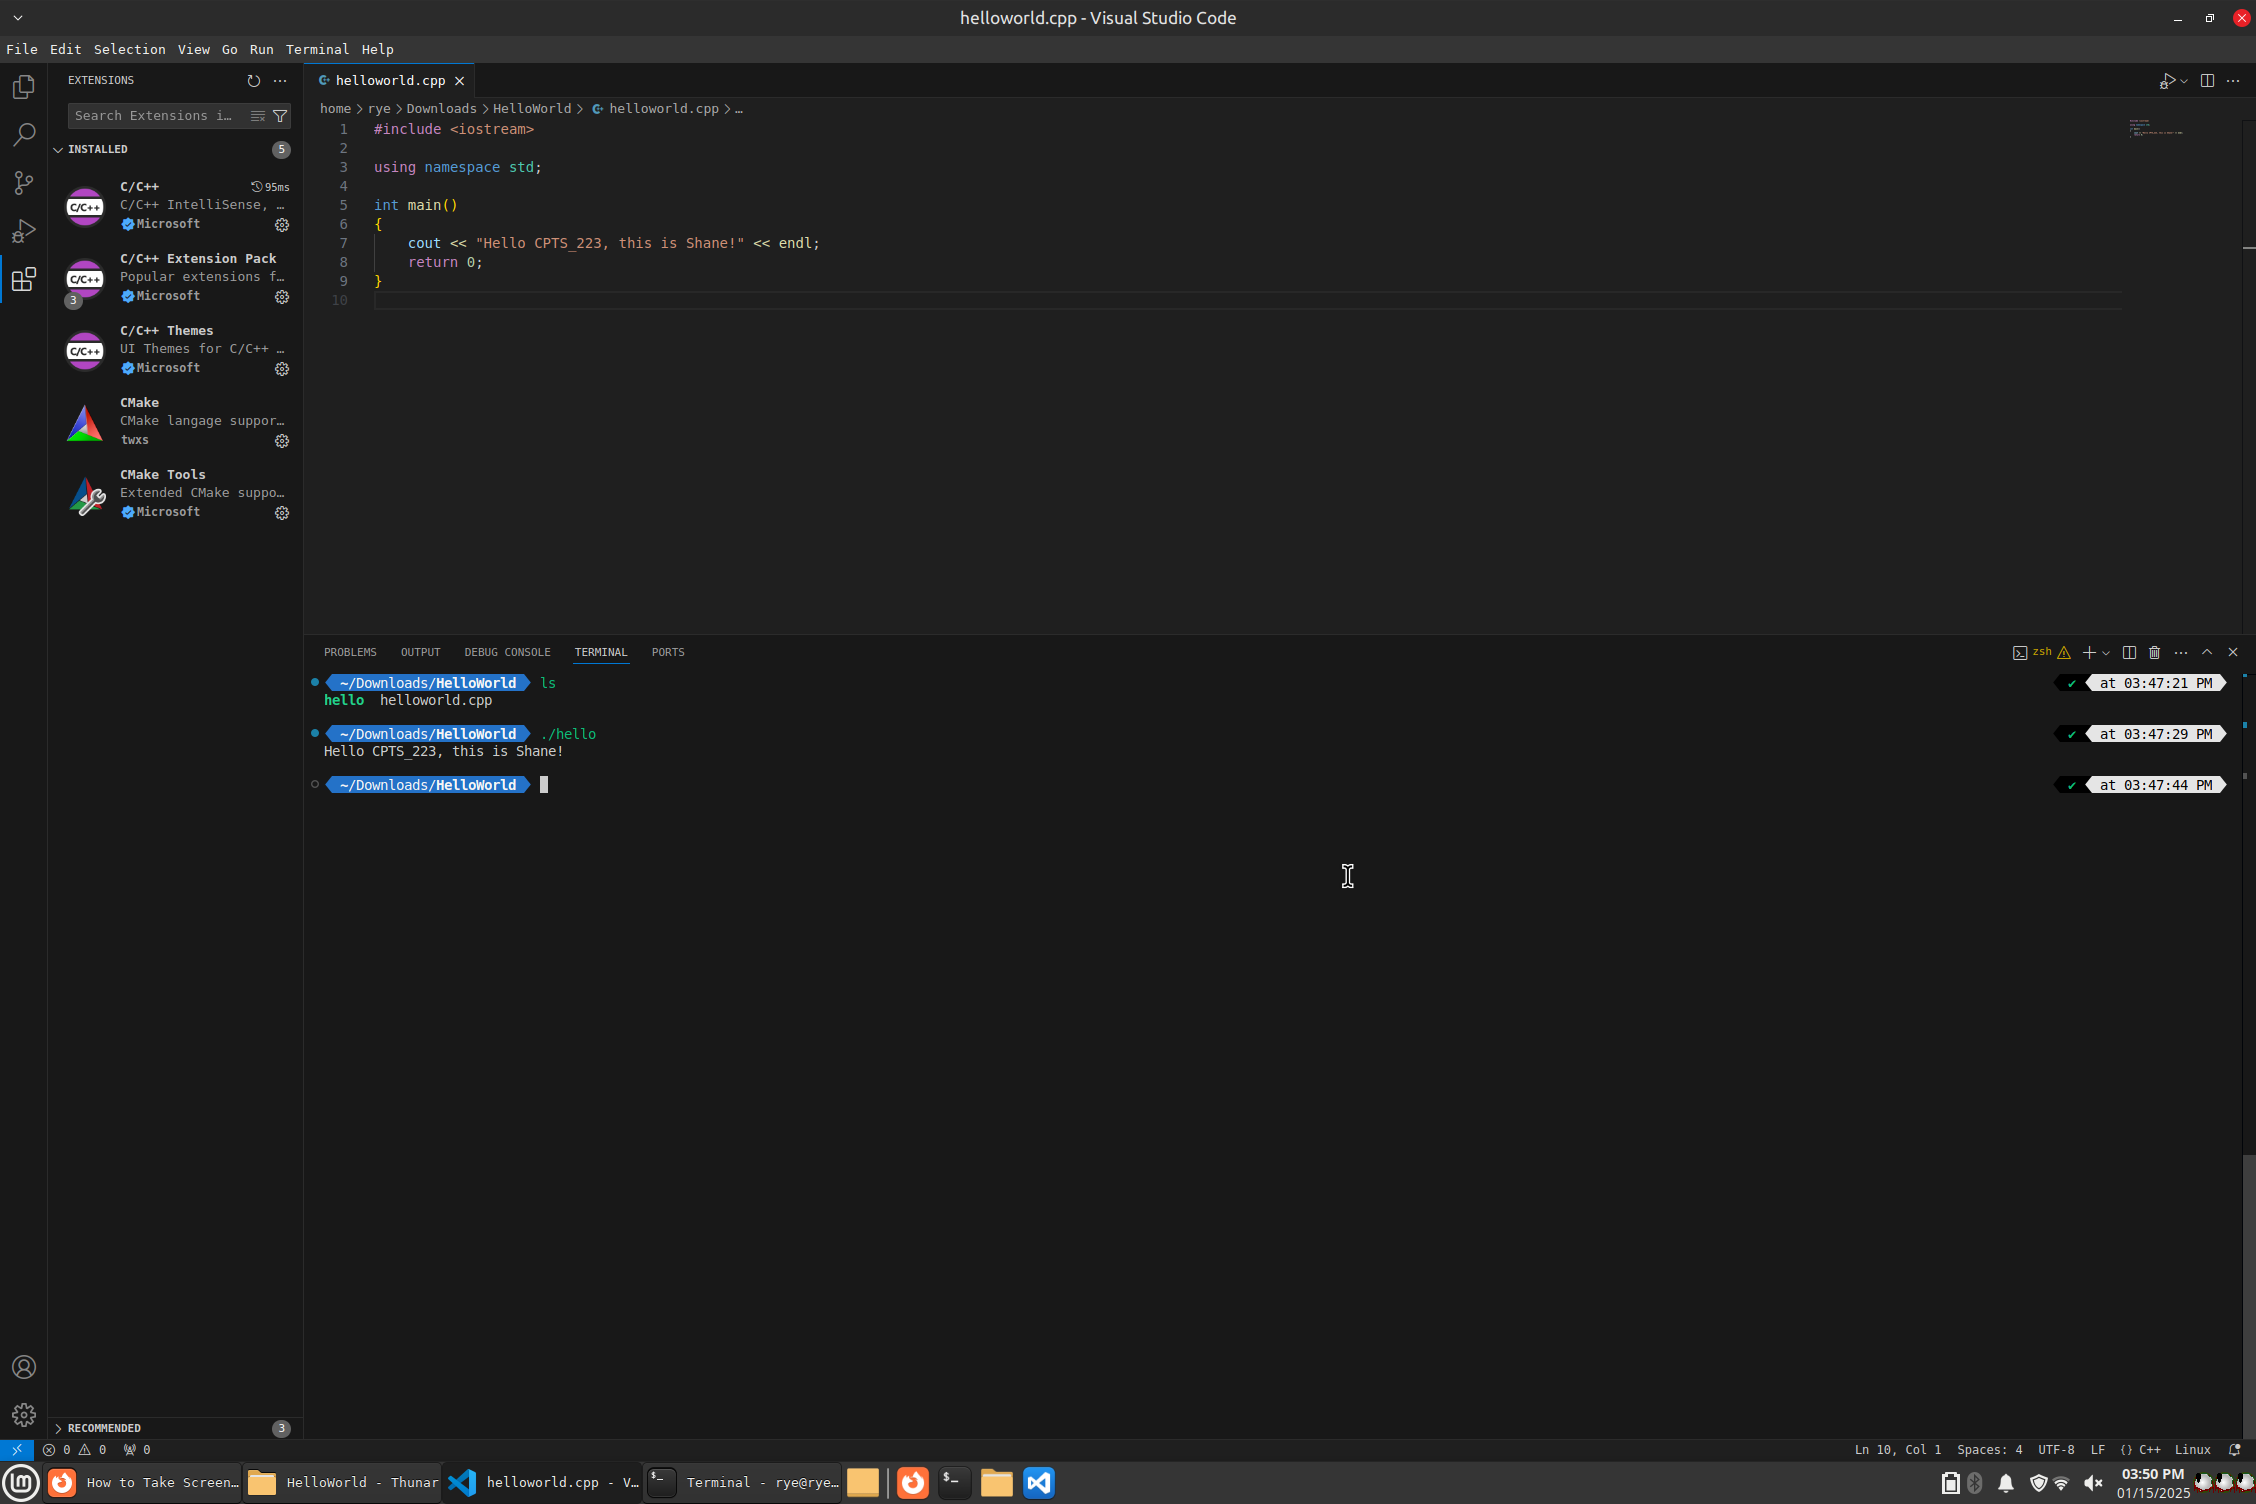 helloworld.cpp - Visual Studio Code
File Edit Selection View Go Run Terminal Help
EXTENSIONS
Search Extensions i…
INSTALLED 5
C/C++ 95ms
C/C++ IntelliSense, …
Microsoft
C/C++ Extension Pack
Popular extensions f…
3 Microsoft
C/C++ Themes
UI Themes for C/C++ …
Microsoft
CMake
CMake langage suppor…
twxs
CMake Tools
Extended CMake suppo…
Microsoft
C/C++
C/C++
C/C++
RECOMMENDED 3
helloworld.cpp
home > rye > Downloads > HelloWorld > helloworld.cpp > …
1 #include <iostream>
2
3 using namespace std;
4
5 int main()
6 {
7 cout << "Hello CPTS_223, this is Shane!" << endl;
8 return 0;
9 }
10
PROBLEMS OUTPUT DEBUG CONSOLE TERMINAL PORTS zsh
~/Downloads/HelloWorld ls ✔ at 03:47:21 PM
hello helloworld.cpp
~/Downloads/HelloWorld ./hello ✔ at 03:47:29 PM
Hello CPTS_223, this is Shane!
~/Downloads/HelloWorld ✔ at 03:47:44 PM
0 0 0 Ln 10, Col 1 Spaces: 4 UTF-8 LF {} C++ Linux
How to Take Screen… HelloWorld - Thunar helloworld.cpp - V… $_ Terminal - rye@rye… $_ 03:50 PM
01/15/2025